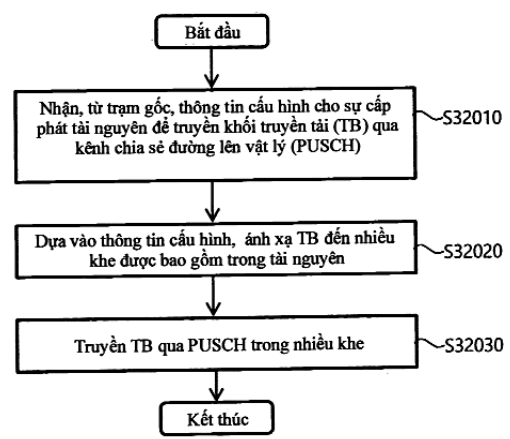 Bắt đầu
Nhận, từ trạm gốc, thông tin cấu hình cho sự cấp
phát tài nguyên để truyền khối truyền tải (TB) qua
kênh chia sẻ đường lên vật lý (PUSCH)
S32010
Dựa vào thông tin cấu hình, ánh xạ TB đến nhiều
khe được bao gồm trong tài nguyên
S32020
Truyền TB qua PUSCH trong nhiều khe
S32030
Kết thúc